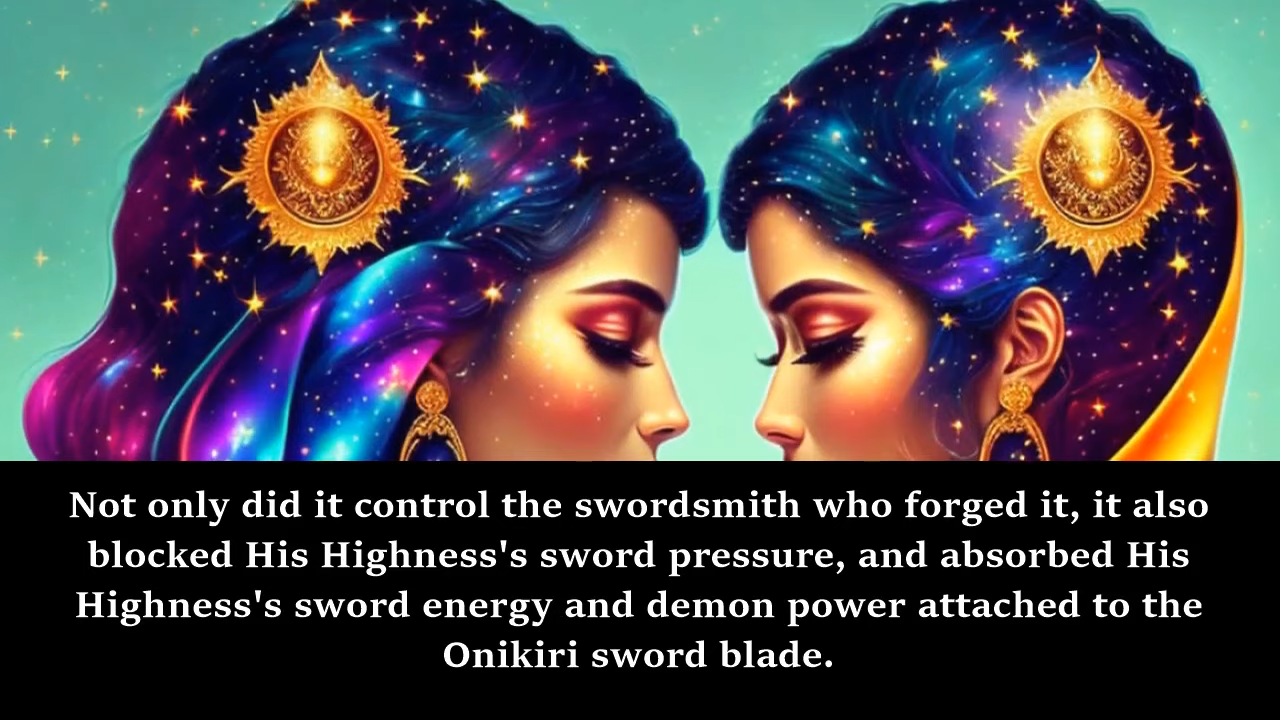 Not only did it control the swordsmith who forged it, it also
blocked His Highness's sword pressure, and absorbed His
Highness's sword energy and demon power attached to the
Onikiri sword blade.